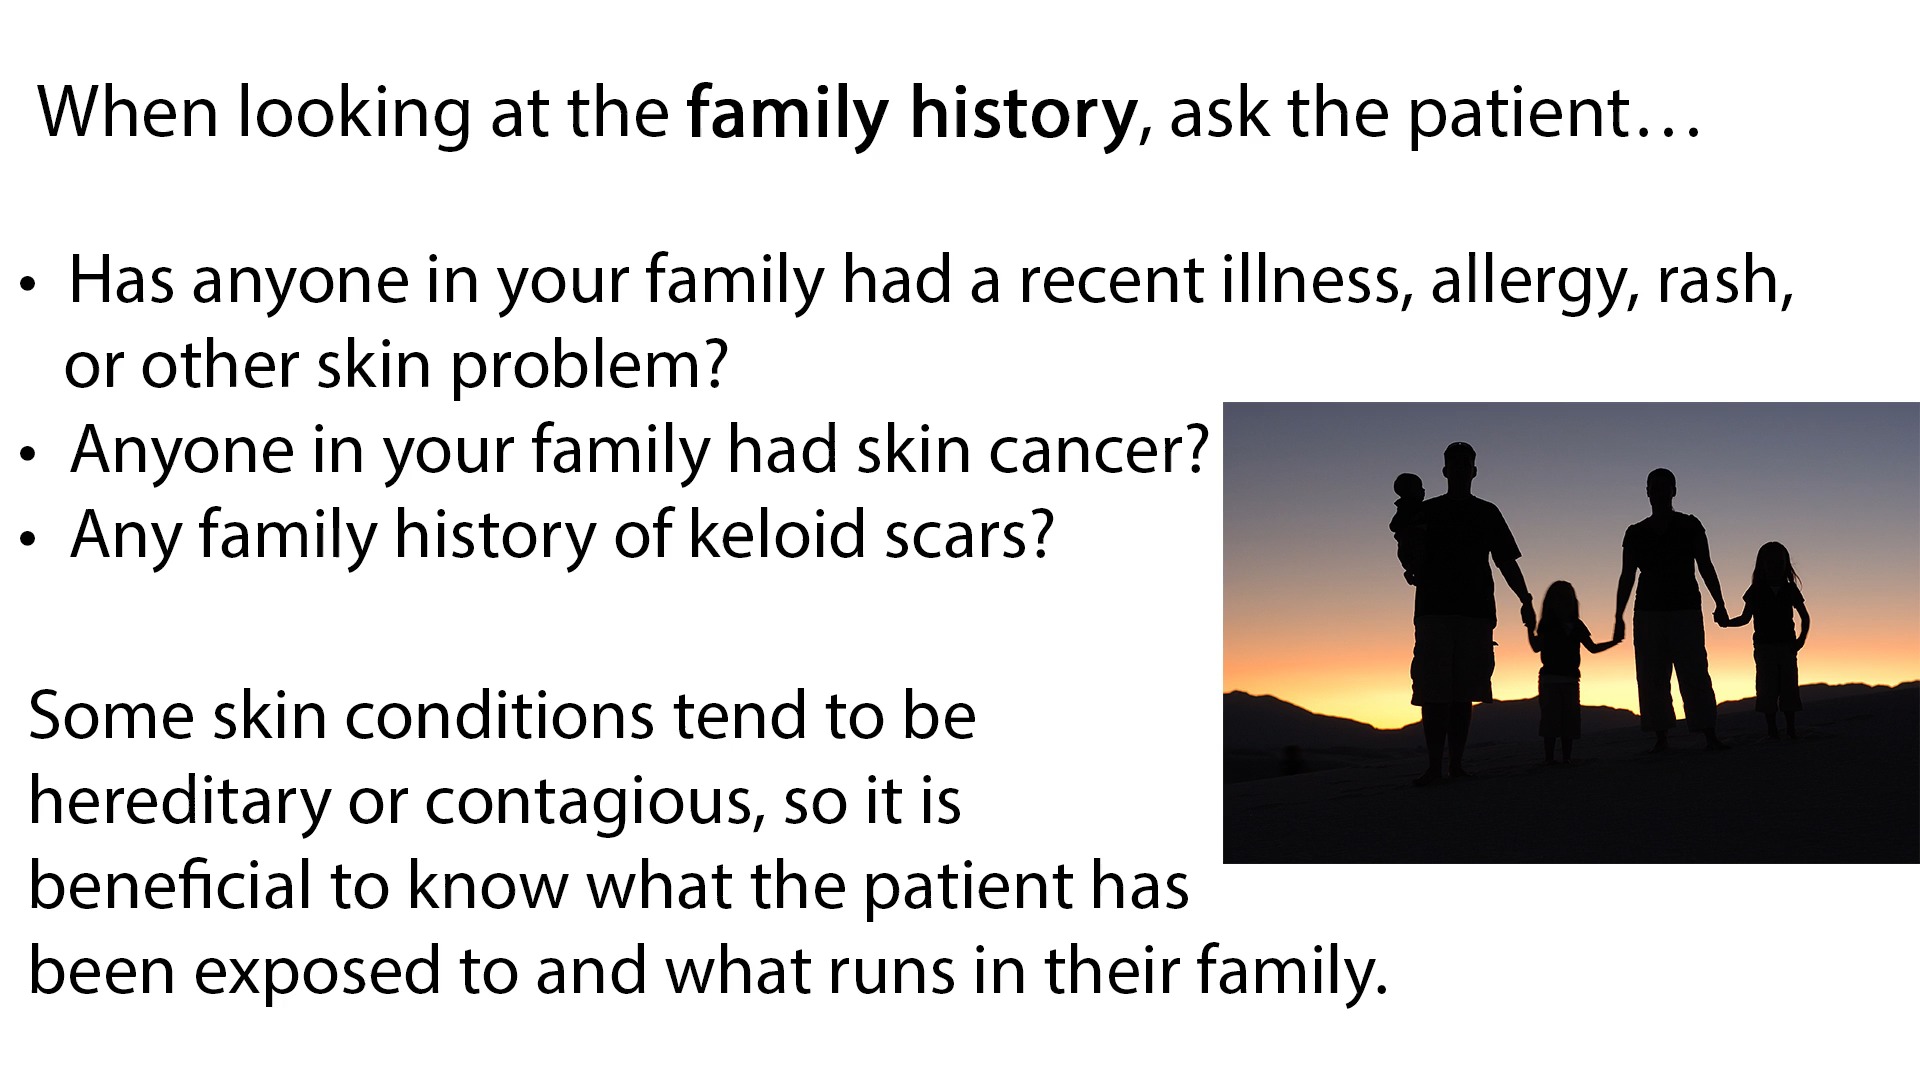 When looking at the family history, ask the patient…
• Has anyone in your family had a recent illness, allergy, rash,
or other skin problem?
• Anyone in your family had skin cancer?
• Any family history of keloid scars?
Some skin conditions tend to be
hereditary or contagious, so it is
beneficial to know what the patient has
been exposed to and what runs in their family.